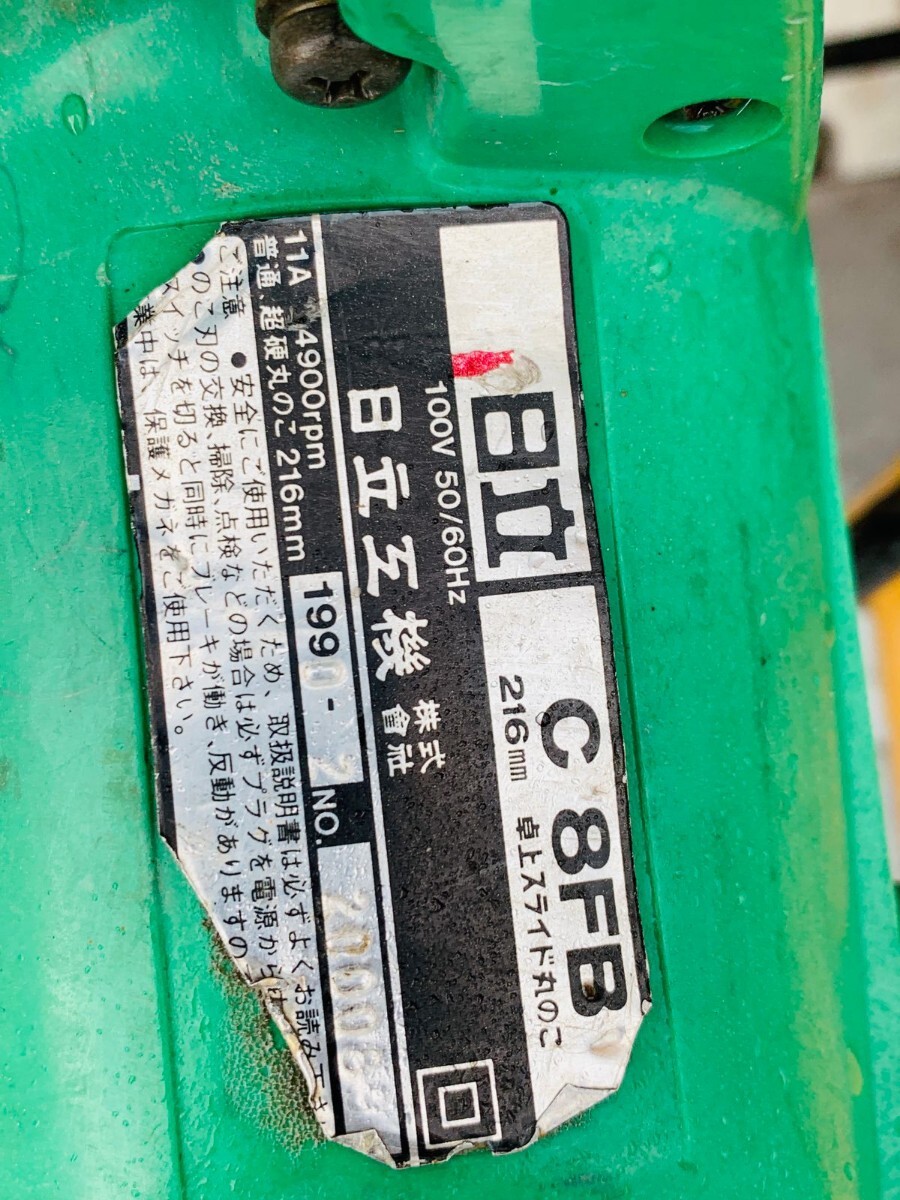 日立
C 8FB
216mm
卓上スライド丸のこ
100V 50/60Hz
日立工機
株式
會社
11A 4900rpm
普通、超硬丸のこ 216mm
1990-2 NO.
ご注意 ●安全にご使用いただくため、取扱説明書は必ずよくお読み下さ
●のこ刃の交換、掃除、点検などの場合は必ずプラグを電源から
スイッチを切ると同時にブレーキが働き、反動がありますの
業中は、保護メガネをご使用下さい。